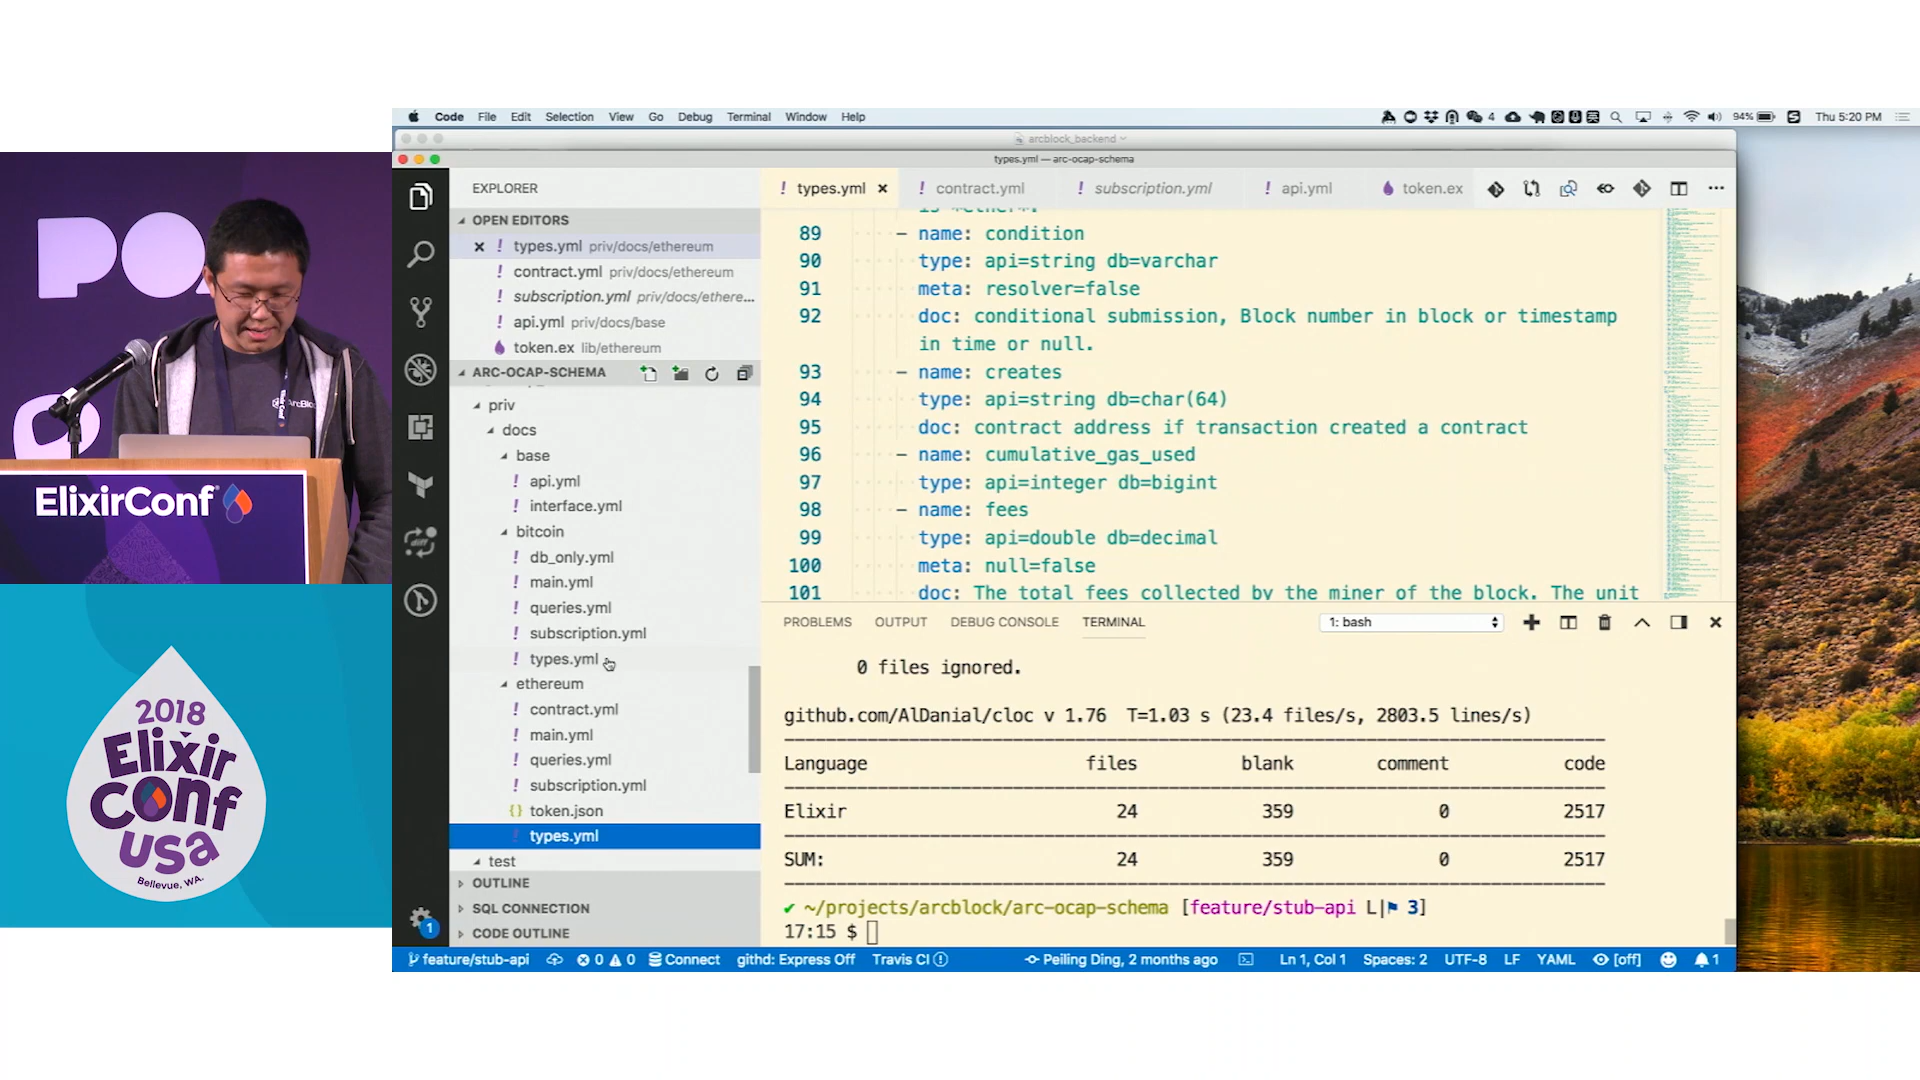 Code File Edit Selection View Go Debug Terminal Window Help
4 94% Thu 5:20 PM
arcblock_backend
types.yml — arc-ocap-schema
EXPLORER
OPEN EDITORS
types.yml priv/docs/ethereum
contract.yml priv/docs/ethereum
subscription.yml priv/docs/ethere...
api.yml priv/docs/base
token.ex lib/ethereum
ARC-OCAP-SCHEMA
priv
docs
base
api.yml
interface.yml
bitcoin
db_only.yml
main.yml
queries.yml
subscription.yml
types.yml
ethereum
contract.yml
main.yml
queries.yml
subscription.yml
token.json
types.yml
test
OUTLINE
SQL CONNECTION
CODE OUTLINE
types.yml contract.yml subscription.yml api.yml token.ex
is *ether*.
89 - name: condition
90 type: api=string db=varchar
91 meta: resolver=false
92 doc: conditional submission, Block number in block or timestamp
in time or null.
93 - name: creates
94 type: api=string db=char(64)
95 doc: contract address if transaction created a contract
96 - name: cumulative_gas_used
97 type: api=integer db=bigint
98 - name: fees
99 type: api=double db=decimal
100 meta: null=false
101 doc: The total fees collected by the miner of the block. The unit
PROBLEMS OUTPUT DEBUG CONSOLE TERMINAL 1: bash
0 files ignored.
github.com/AlDanial/cloc v 1.76 T=1.03 s (23.4 files/s, 2803.5 lines/s)
Language files blank comment code
Elixir 24 359 0 2517
SUM: 24 359 0 2517
✔ ~/projects/arcblock/arc-ocap-schema [feature/stub-api L|⚑ 3]
17:15 $
1
feature/stub-api 0 0 Connect githd: Express Off Travis CI Peiling Ding, 2 months ago Ln 1, Col 1 Spaces: 2 UTF-8 LF YAML [off] 1
ElixirConf
2018
Elixir
Conf
USA
Bellevue, WA.